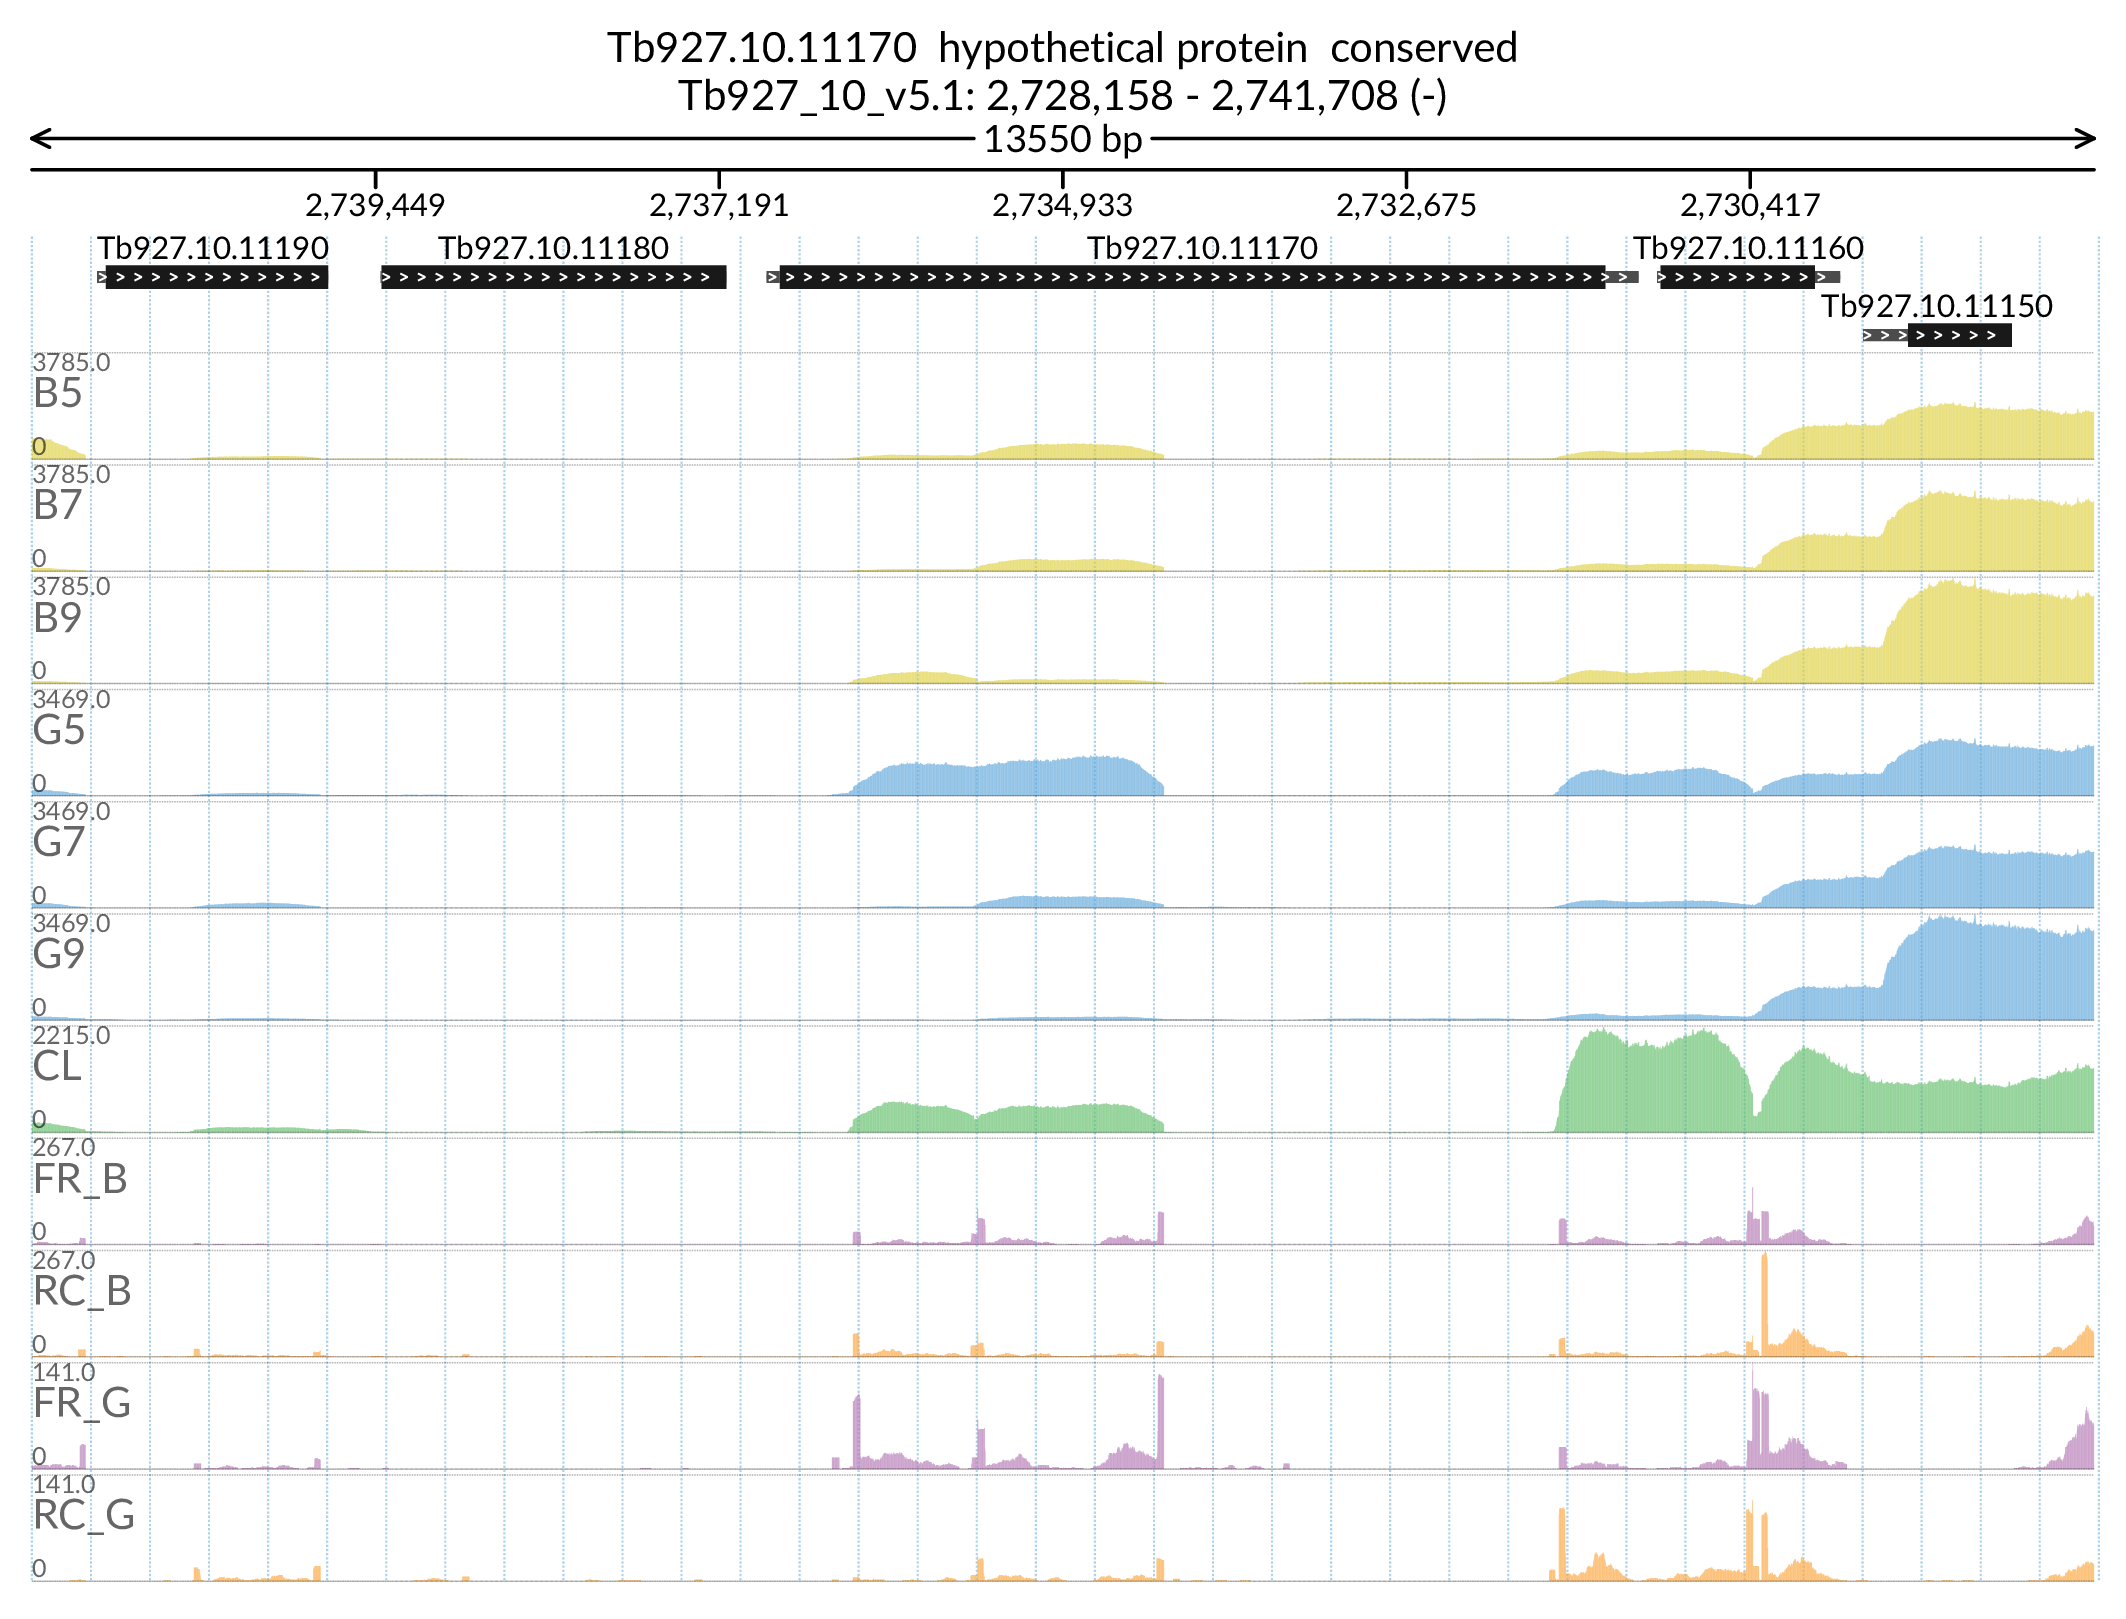 Tb927.10.11170  hypothetical protein  conserved
Tb927_10_v5.1: 2,728,158 - 2,741,708 (-)
13550 bp
2,739,449 2,737,191 2,734,933 2,732,675 2,730,417
Tb927.10.11190 Tb927.10.11180 Tb927.10.11170 Tb927.10.11160
Tb927.10.11150
3785.0
B5
0
3785.0
B7
0
3785.0
B9
0
3469.0
G5
0
3469.0
G7
0
3469.0
G9
0
2215.0
CL
0
267.0
FR_B
0
267.0
RC_B
0
141.0
FR_G
0
141.0
RC_G
0